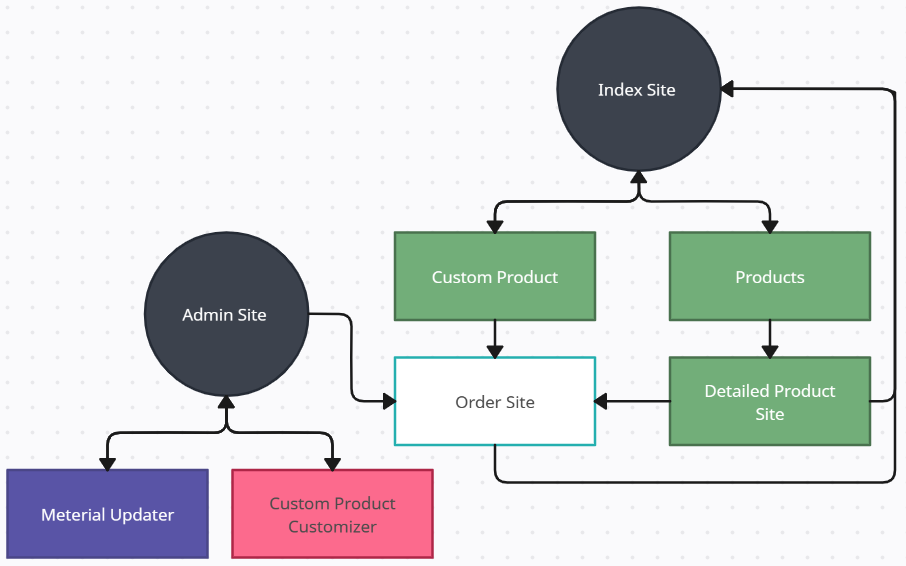 Index Site
Custom Product
Products
Admin Site
Order Site
Detailed Product
Site
Meterial Updater
Custom Product
Customizer